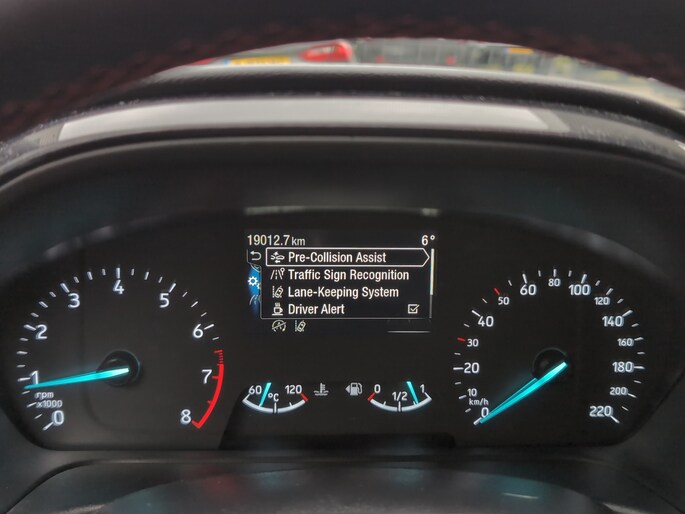 19012.7 km 6°
Pre-Collision Assist
Traffic Sign Recognition
Lane-Keeping System
Driver Alert
0 1 2 3 4 5 6 7 8
rpm
x1000
60 °C 120
0 1/2 1
0 10 20 30 40 50 60 80 100 120 140 160 180 200 220
km/h